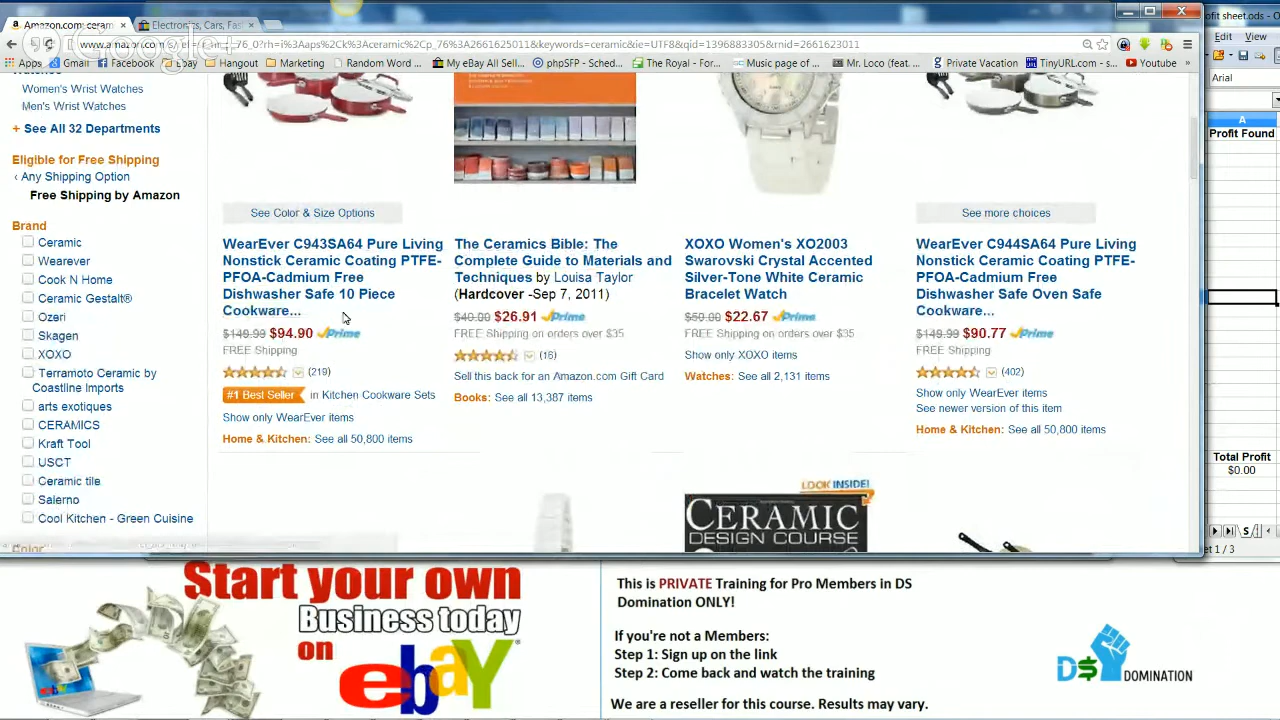 Amazon.com: ceram
Electronics, Cars, Fas
Google+
ofit sheet.ods -
Edit View
www.amazon.com
76_0?rh=i%3Aaps%2Ck%3Aceramic%2Cp_76%3A2661625011&keywords=ceramic&ie=UTF8&qid=1396883305&rnid=2661623011
Apps Gmail Facebook Ebay Hangout Marketing Random Word ... My eBay All Sell... phpSFP - Sched... The Royal - For... Music page of ... Mr. Loco (feat. ... Private Vacation TinyURL.com - s... Youtube »
Arial
A
Profit Found
Women's Wrist Watches
Men's Wrist Watches
+ See All 32 Departments
Eligible for Free Shipping
‹ Any Shipping Option
Free Shipping by Amazon
Brand
Ceramic
Wearever
Cook N Home
Ceramic Gestalt®
Ozeri
Skagen
XOXO
Terramoto Ceramic by
Coastline Imports
arts exotiques
CERAMICS
Kraft Tool
USCT
Ceramic tile
Salerno
Cool Kitchen - Green Cuisine
Color
See Color & Size Options
WearEver C943SA64 Pure Living
Nonstick Ceramic Coating PTFE-
PFOA-Cadmium Free
Dishwasher Safe 10 Piece
Cookware...
$149.99 $94.90 Prime
FREE Shipping
(219)
#1 Best Seller in Kitchen Cookware Sets
Show only WearEver items
Home & Kitchen: See all 50,800 items
The Ceramics Bible: The
Complete Guide to Materials and
Techniques by Louisa Taylor
(Hardcover - Sep 7, 2011)
$40.00 $26.91 Prime
FREE Shipping on orders over $35
(16)
Sell this back for an Amazon.com Gift Card
Books: See all 13,387 items
XOXO Women's XO2003
Swarovski Crystal Accented
Silver-Tone White Ceramic
Bracelet Watch
$50.00 $22.67 Prime
FREE Shipping on orders over $35
Show only XOXO items
Watches: See all 2,131 items
See more choices
WearEver C944SA64 Pure Living
Nonstick Ceramic Coating PTFE-
PFOA-Cadmium Free
Dishwasher Safe Oven Safe
Cookware...
$149.99 $90.77 Prime
FREE Shipping
(402)
Show only WearEver items
See newer version of this item
Home & Kitchen: See all 50,800 items
LOOK INSIDE!
CERAMIC
DESIGN COURSE
Total Profit
$0.00
Start your own
Business today
on
ebay®
This is PRIVATE Training for Pro Members in DS
Domination ONLY!
If you're not a Members:
Step 1: Sign up on the link
Step 2: Come back and watch the training
We are a reseller for this course. Results may vary.
D$ DOMINATION